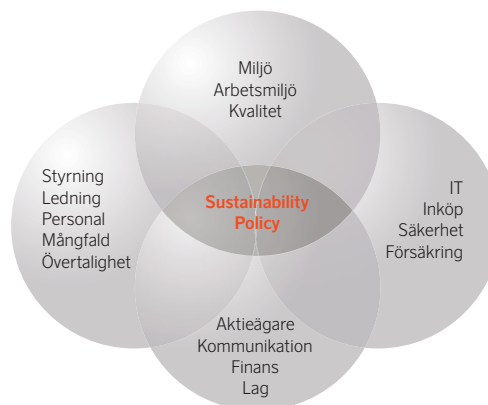 Miljö
Arbetsmiljö
Kvalitet
Styrning
Ledning
Personal
Mångfald
Övertalighet
Sustainability
Policy
IT
Inköp
Säkerhet
Försäkring
Aktieägare
Kommunikation
Finans
Lag